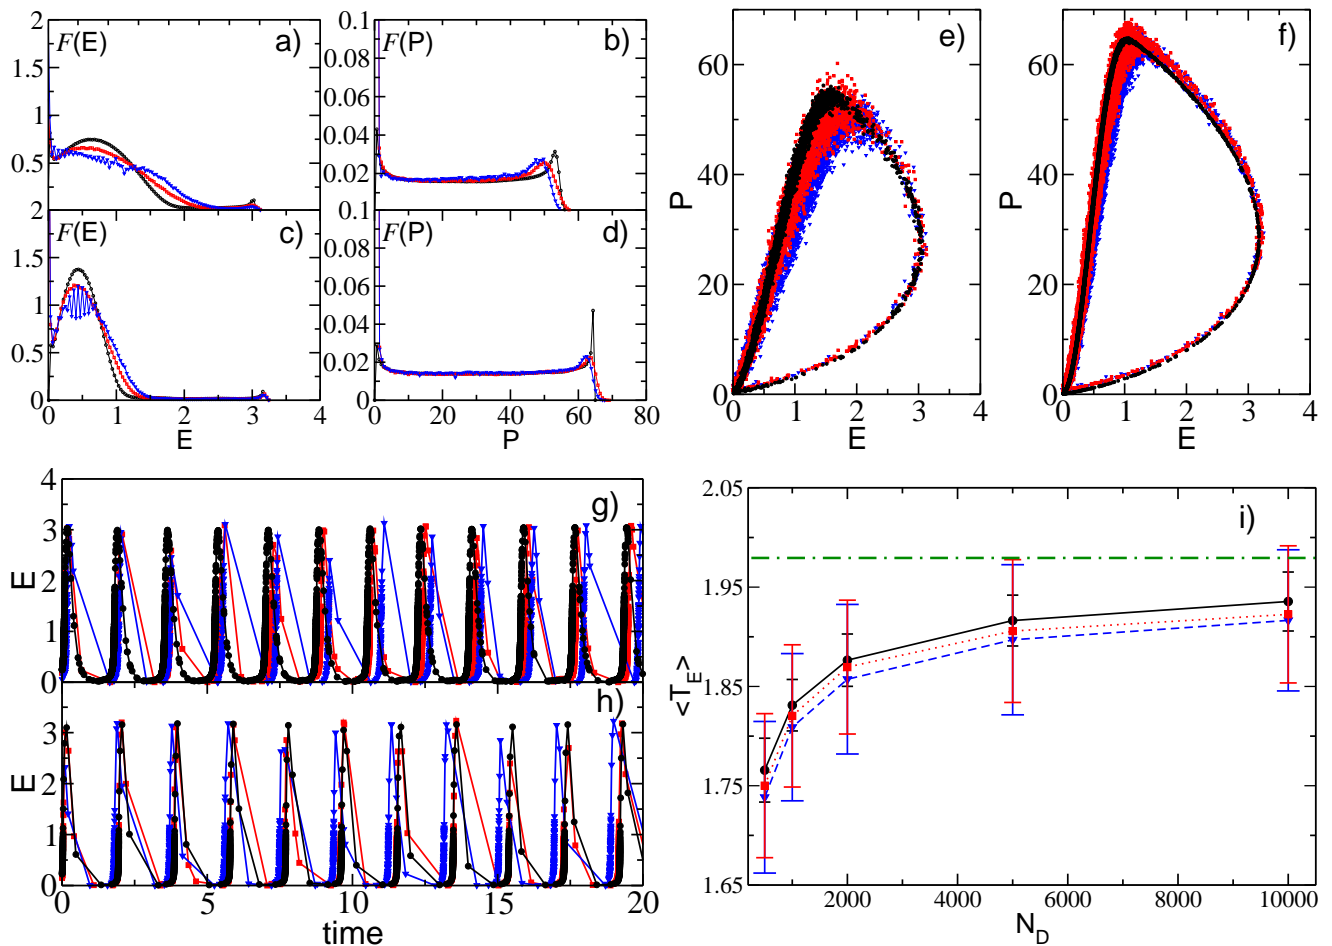 2
1.5
1
0.5
2
F(E)
a)
0.1
0.08
0.06
0.04
0.02
0.1
F(P)
b)
1.5
1
0.5
0
F(E)
c)
0 1 2 3 4
E
0.08
0.06
0.04
0.02
0
F(P)
d)
0 20 40 60 80
P
60
40
20
0
P
e)
0 1 2 3 4
E
60
40
20
0
P
f)
0 1 2 3 4
E
4
3
2
1
0
E
g)
3
2
1
0
E
h)
0 5 10 15 20
time
2.05
1.95
1.85
1.75
1.65
<T_E>
i)
2000 4000 6000 8000 10000
N_D